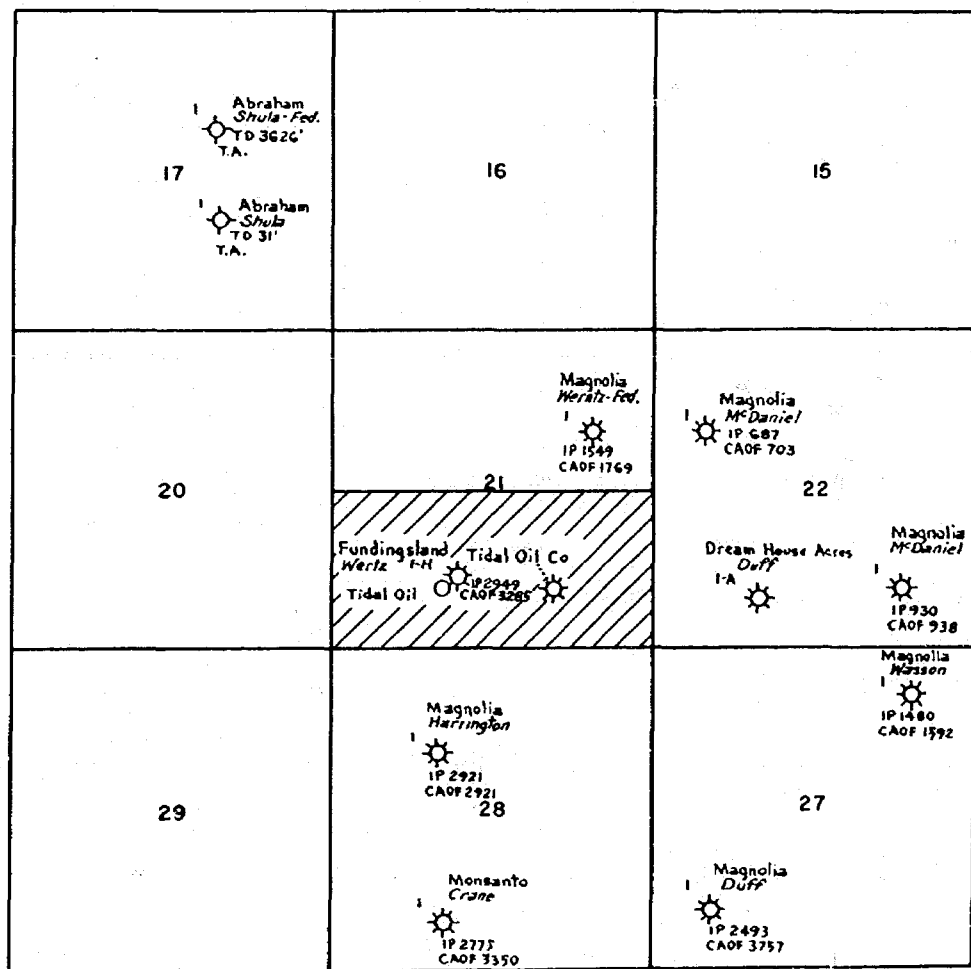 1 Abraham
Shula-Fed.
TD 3626'
T.A.
17
16
15
1 Abraham
Shula
TD 31'
T.A.
Magnolia
Werntz-Fed.
1
IP 1549
CAOF 1769
Magnolia
1 McDaniel
IP 687
CAOF 703
20
21
22
Fundingsland
Wertz 1-H
Tidal Oil Co
IP 2949
CAOF 3285
Tidal Oil
Dream House Acres
Duff
1-A
Magnolia
McDaniel
1
IP 930
CAOF 938
Magnolia
Wasson
1
IP 1480
CAOF 1592
Magnolia
Harrington
1
IP 2921
CAOF 2921
29
28
27
Monsanto
Crane
1
IP 2775
CAOF 3350
Magnolia
1 Duff
IP 2493
CAOF 3757